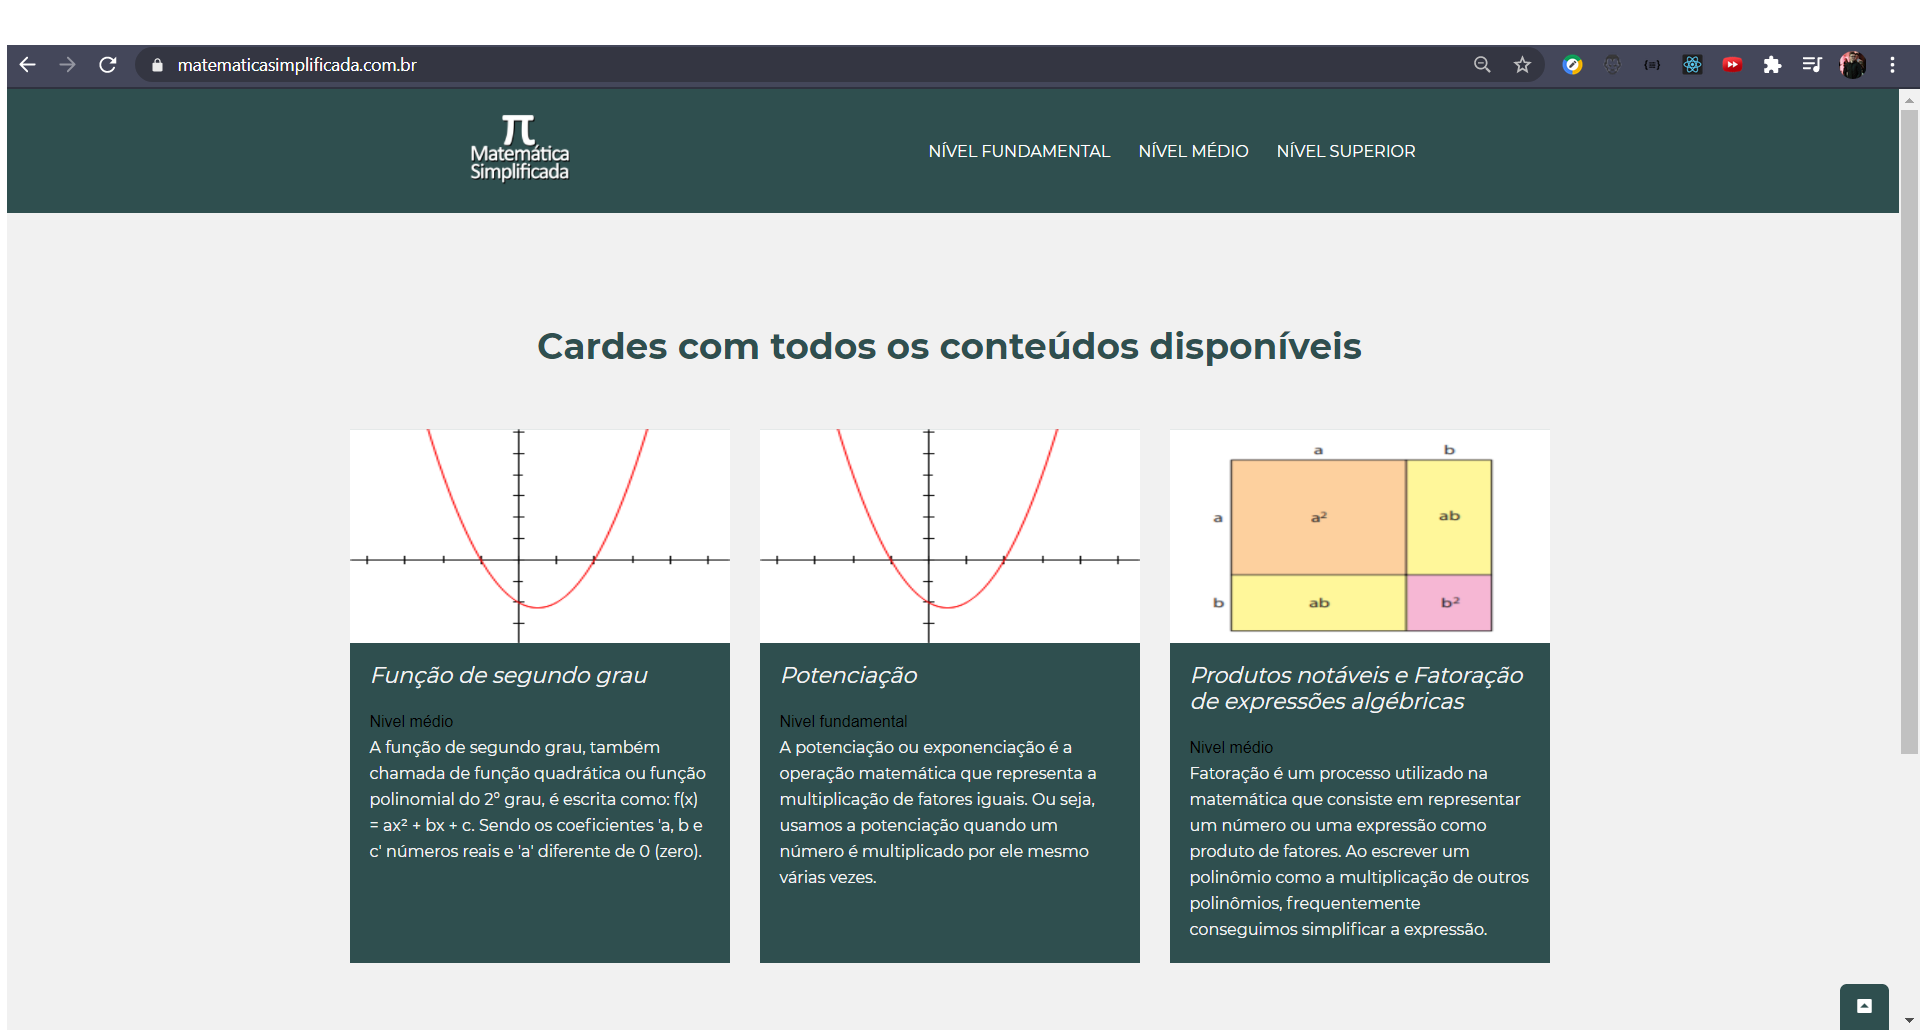 matematicasimplificada.com.br
π
Matemática
Simplificada
NÍVEL FUNDAMENTAL NÍVEL MÉDIO NÍVEL SUPERIOR
Cardes com todos os conteúdos disponíveis
a b
a a² ab
b ab b²
Função de segundo grau
Nivel médio
A função de segundo grau, também
chamada de função quadrática ou função
polinomial do 2º grau, é escrita como: f(x)
= ax² + bx + c. Sendo os coeficientes 'a, b e
c' números reais e 'a' diferente de 0 (zero).
Potenciação
Nivel fundamental
A potenciação ou exponenciação é a
operação matemática que representa a
multiplicação de fatores iguais. Ou seja,
usamos a potenciação quando um
número é multiplicado por ele mesmo
várias vezes.
Produtos notáveis e Fatoração
de expressões algébricas
Nivel médio
Fatoração é um processo utilizado na
matemática que consiste em representar
um número ou uma expressão como
produto de fatores. Ao escrever um
polinômio como a multiplicação de outros
polinômios, frequentemente
conseguimos simplificar a expressão.